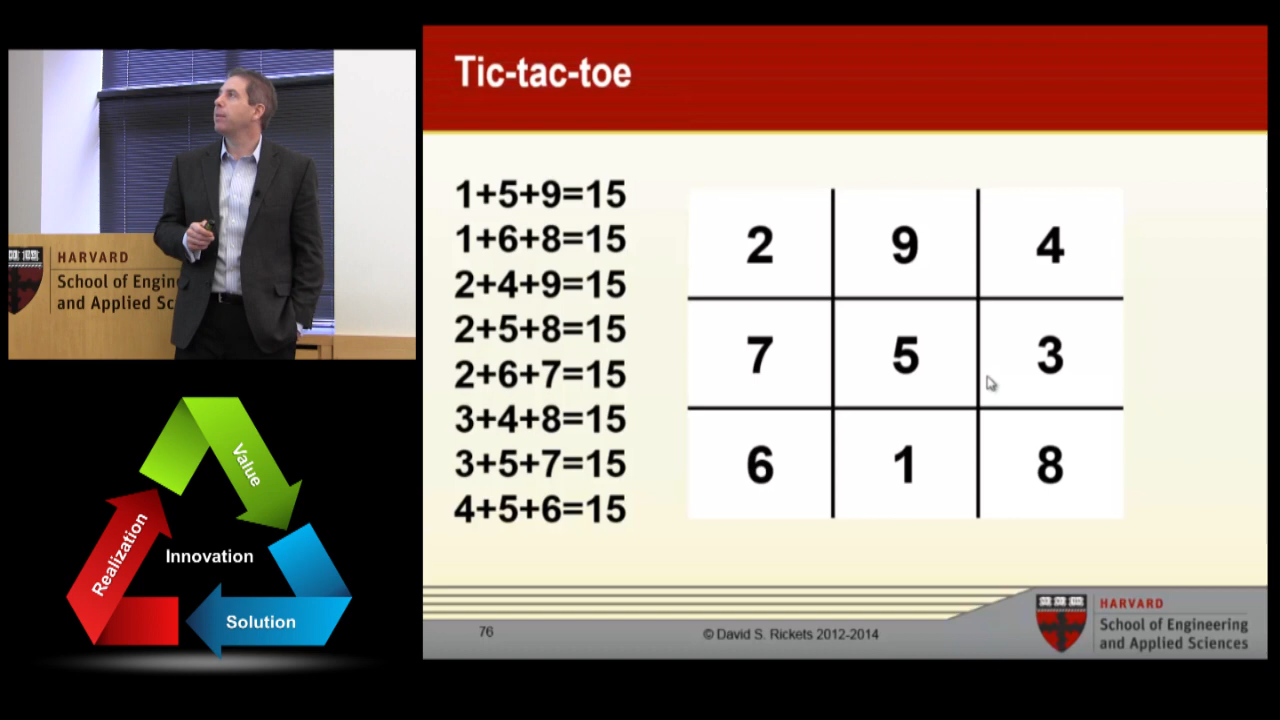 HARVARD
School of Engin
and Applied Sc
Value
Realization
Innovation
Solution
Tic-tac-toe
1+5+9=15
1+6+8=15
2+4+9=15
2+5+8=15
2+6+7=15
3+4+8=15
3+5+7=15
4+5+6=15
2 9 4
7 5 3
6 1 8
76
© David S. Rickets 2012-2014
HARVARD
School of Engineering
and Applied Sciences